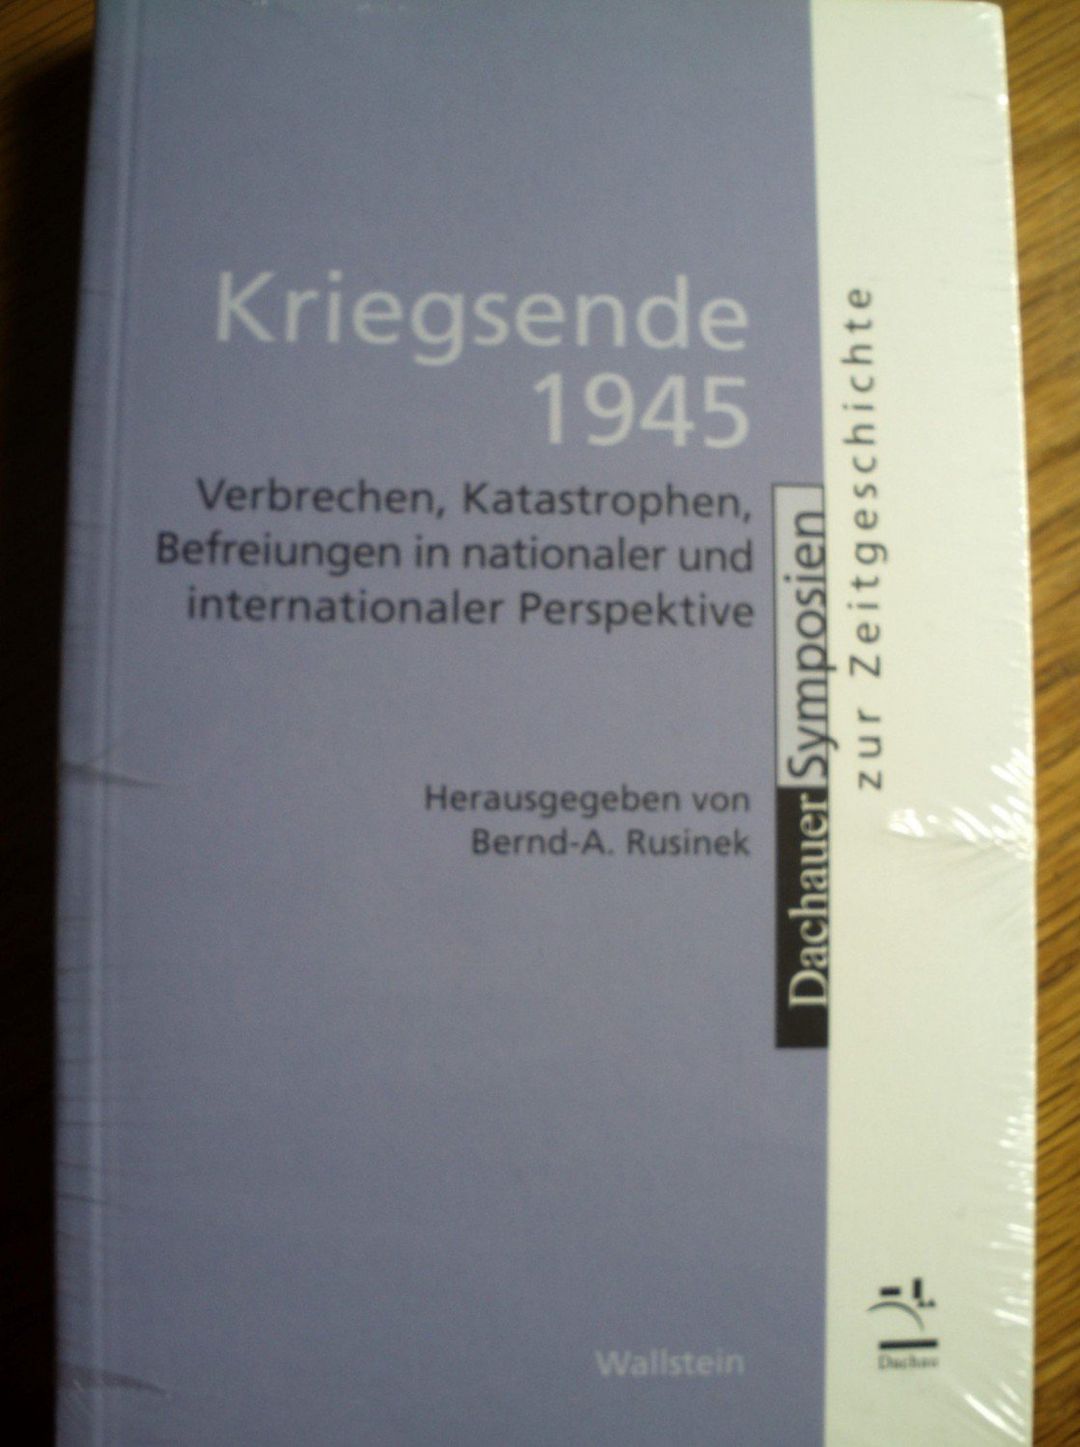 Kriegsende
1945
Verbrechen, Katastrophen,
Befreiungen in nationaler und
internationaler Perspektive
Herausgegeben von
Bernd-A. Rusinek
Dachauer Symposien
zur Zeitgeschichte
Wallstein
Dachau